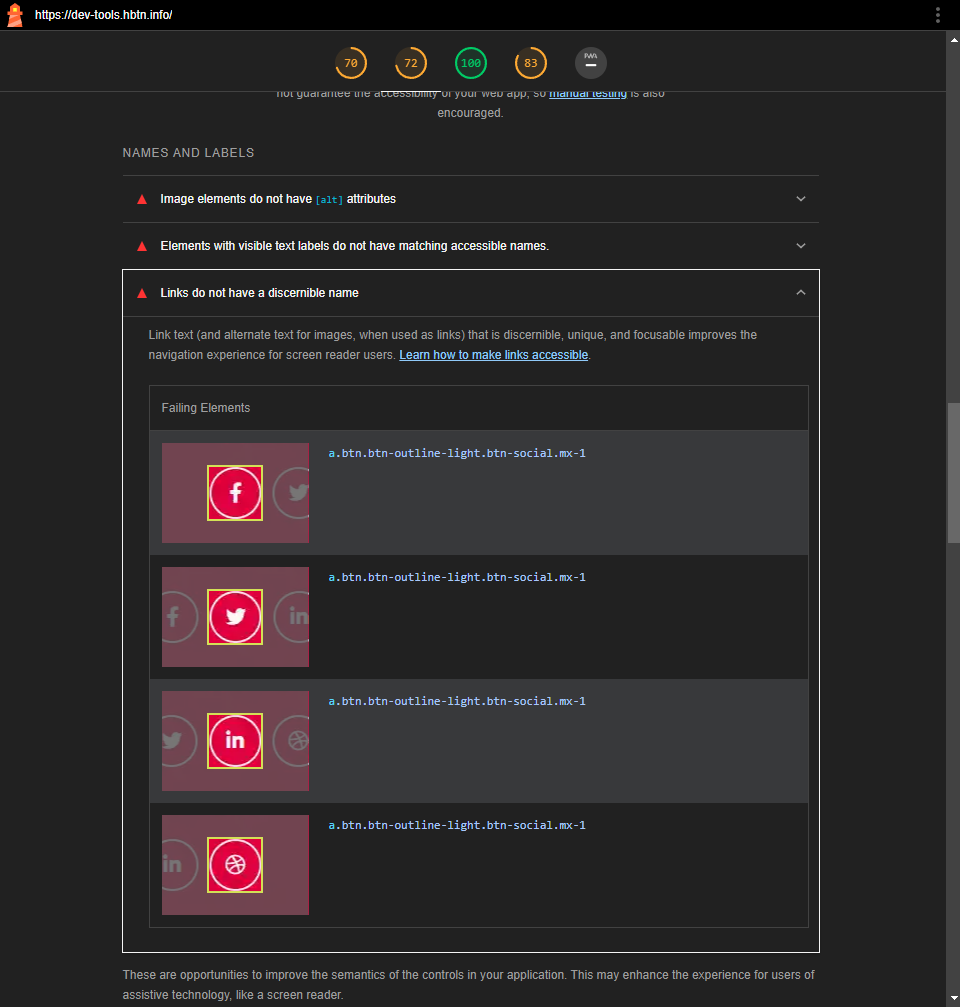 https://dev-tools.hbtn.info/
70
72
100
83
PWA
not guarantee the accessibility of your web app, so manual testing is also
encouraged.
NAMES AND LABELS
Image elements do not have [alt] attributes
Elements with visible text labels do not have matching accessible names.
Links do not have a discernible name
Link text (and alternate text for images, when used as links) that is discernible, unique, and focusable improves the
navigation experience for screen reader users. Learn how to make links accessible.
Failing Elements
a.btn.btn-outline-light.btn-social.mx-1
a.btn.btn-outline-light.btn-social.mx-1
a.btn.btn-outline-light.btn-social.mx-1
a.btn.btn-outline-light.btn-social.mx-1
These are opportunities to improve the semantics of the controls in your application. This may enhance the experience for users of
assistive technology, like a screen reader.